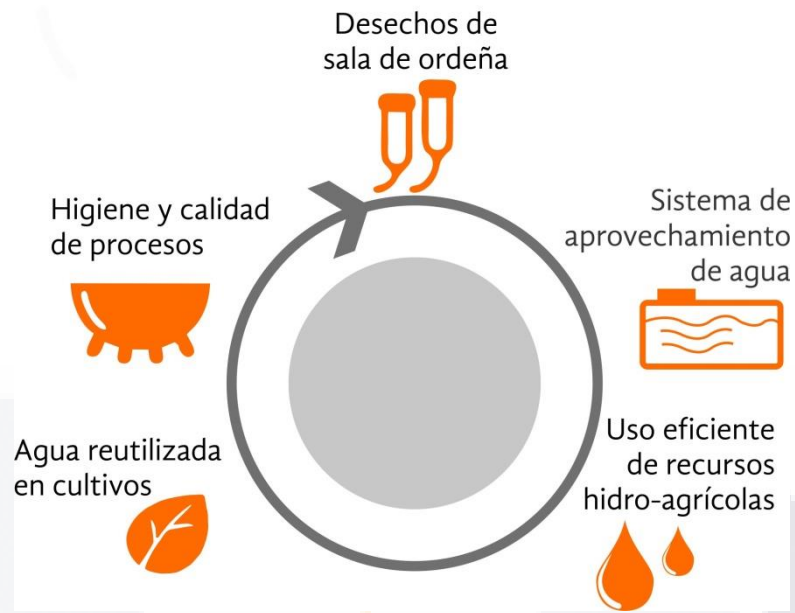 Desechos de
sala de ordeña
Sistema de
aprovechamiento
de agua
Uso eficiente
de recursos
hidro-agrícolas
Agua reutilizada
en cultivos
Higiene y calidad
de procesos